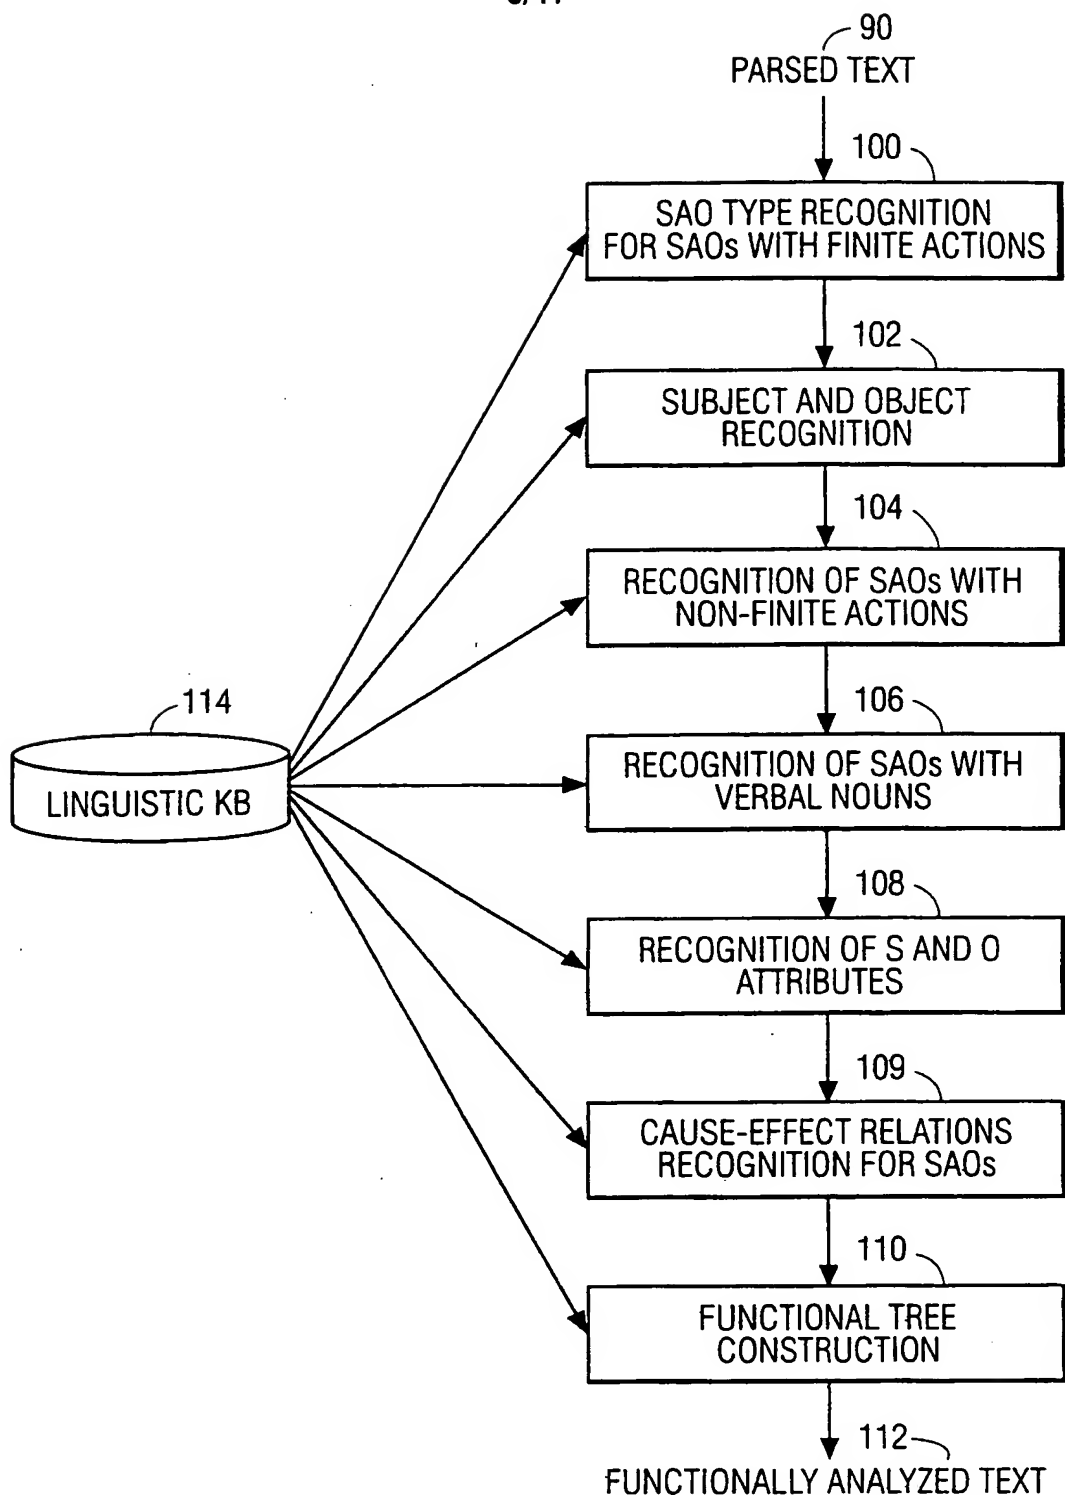 90
PARSED TEXT
100
SAO TYPE RECOGNITION
FOR SAOs WITH FINITE ACTIONS
102
SUBJECT AND OBJECT
RECOGNITION
104
RECOGNITION OF SAOs WITH
NON-FINITE ACTIONS
114
LINGUISTIC KB
106
RECOGNITION OF SAOs WITH
VERBAL NOUNS
108
RECOGNITION OF S AND O
ATTRIBUTES
109
CAUSE-EFFECT RELATIONS
RECOGNITION FOR SAOs
110
FUNCTIONAL TREE
CONSTRUCTION
112
FUNCTIONALLY ANALYZED TEXT